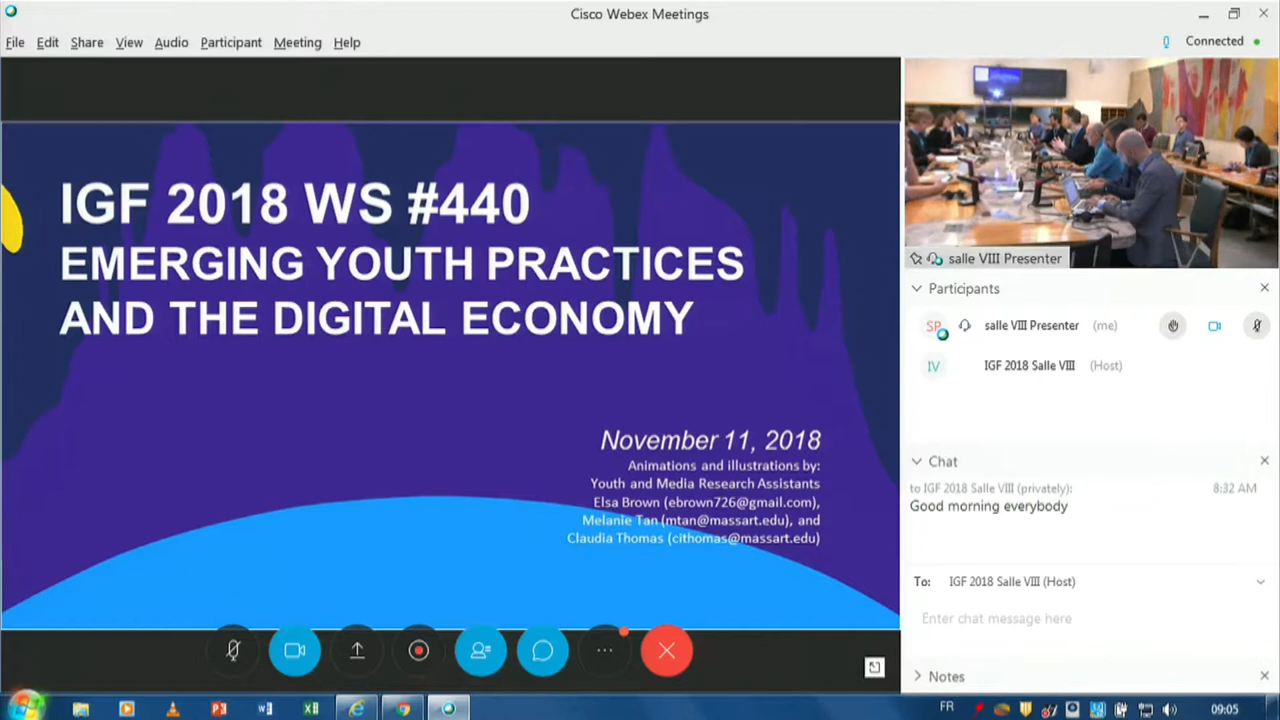 Cisco Webex Meetings
File Edit Share View Audio Participant Meeting Help
Connected
IGF 2018 WS #440
EMERGING YOUTH PRACTICES
AND THE DIGITAL ECONOMY
November 11, 2018
Animations and illustrations by:
Youth and Media Research Assistants
Elsa Brown (ebrown726@gmail.com),
Melanie Tan (mtan@massart.edu), and
Claudia Thomas (cithomas@massart.edu)
salle VIII Presenter
Participants
SP salle VIII Presenter (me)
IV IGF 2018 Salle VIII (Host)
Chat
to IGF 2018 Salle VIII (privately): 8:32 AM
Good morning everybody
To: IGF 2018 Salle VIII (Host)
Enter chat message here
Notes
FR 09:05